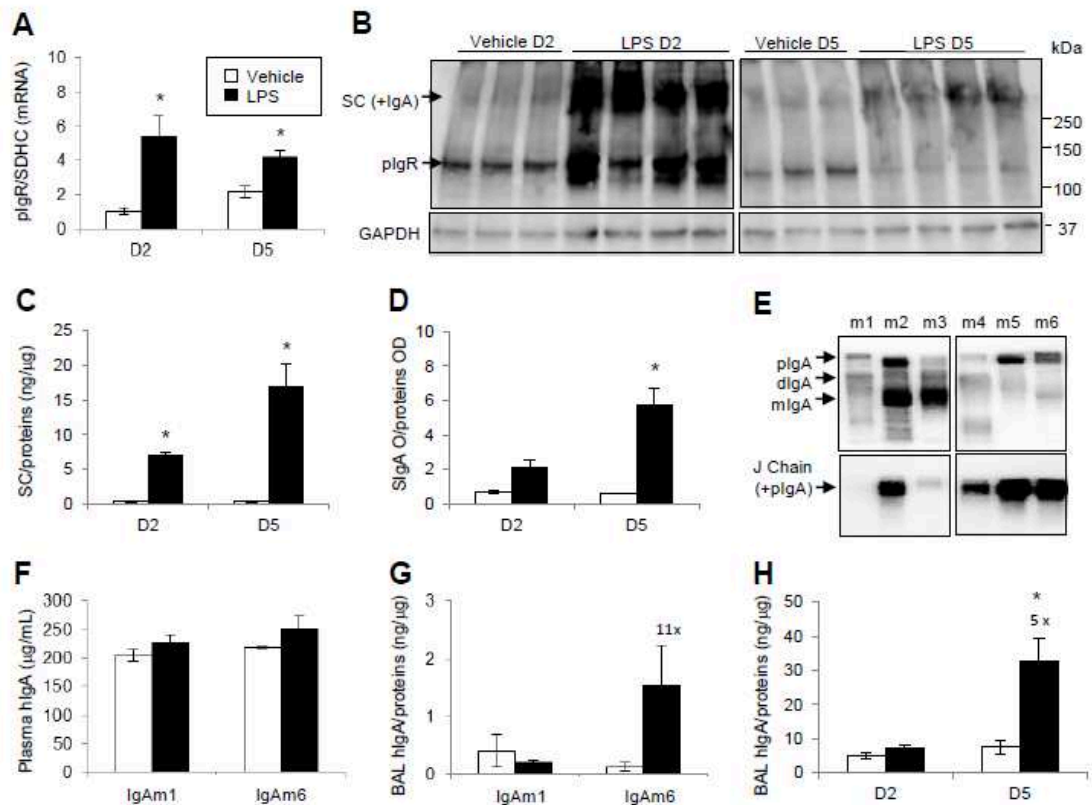 A
pIgR/SDHC (mRNA)
10
8
6
4
2
0
Vehicle
LPS
*
*
D2
D5
B
Vehicle D2
LPS D2
Vehicle D5
LPS D5
kDa
SC (+IgA)
pIgR
GAPDH
250
150
100
37
C
SC/proteins (ng/µg)
25
20
15
10
5
0
*
*
D2
D5
D
SIgA O/proteins OD
10
8
6
4
2
0
*
D2
D5
E
m1 m2 m3 m4 m5 m6
pIgA
dIgA
mIgA
J Chain
(+pIgA)
F
Plasma hIgA (µg/mL)
300
250
200
150
100
50
0
IgAm1
IgAm6
G
BAL hIgA/proteins (ng/µg)
3
2
1
0
11x
IgAm1
IgAm6
H
BAL hIgA/proteins (ng/µg)
50
40
30
20
10
0
*
5 x
D2
D5